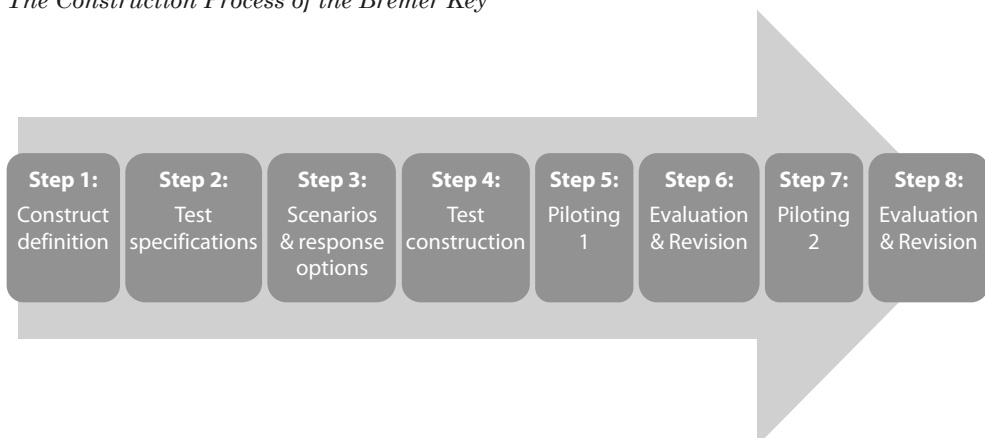 The Construction Process of the Bremer Key
Step 1:
Construct
definition
Step 2:
Test
specifications
Step 3:
Scenarios
& response
options
Step 4:
Test
construction
Step 5:
Piloting
1
Step 6:
Evaluation
& Revision
Step 7:
Piloting
2
Step 8:
Evaluation
& Revision